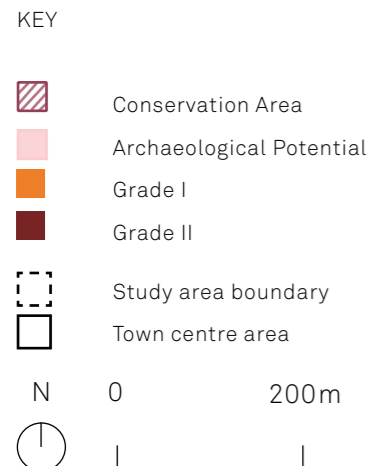 KEY
Conservation Area
Archaeological Potential
Grade I
Grade II
Study area boundary
Town centre area
N 0 200m